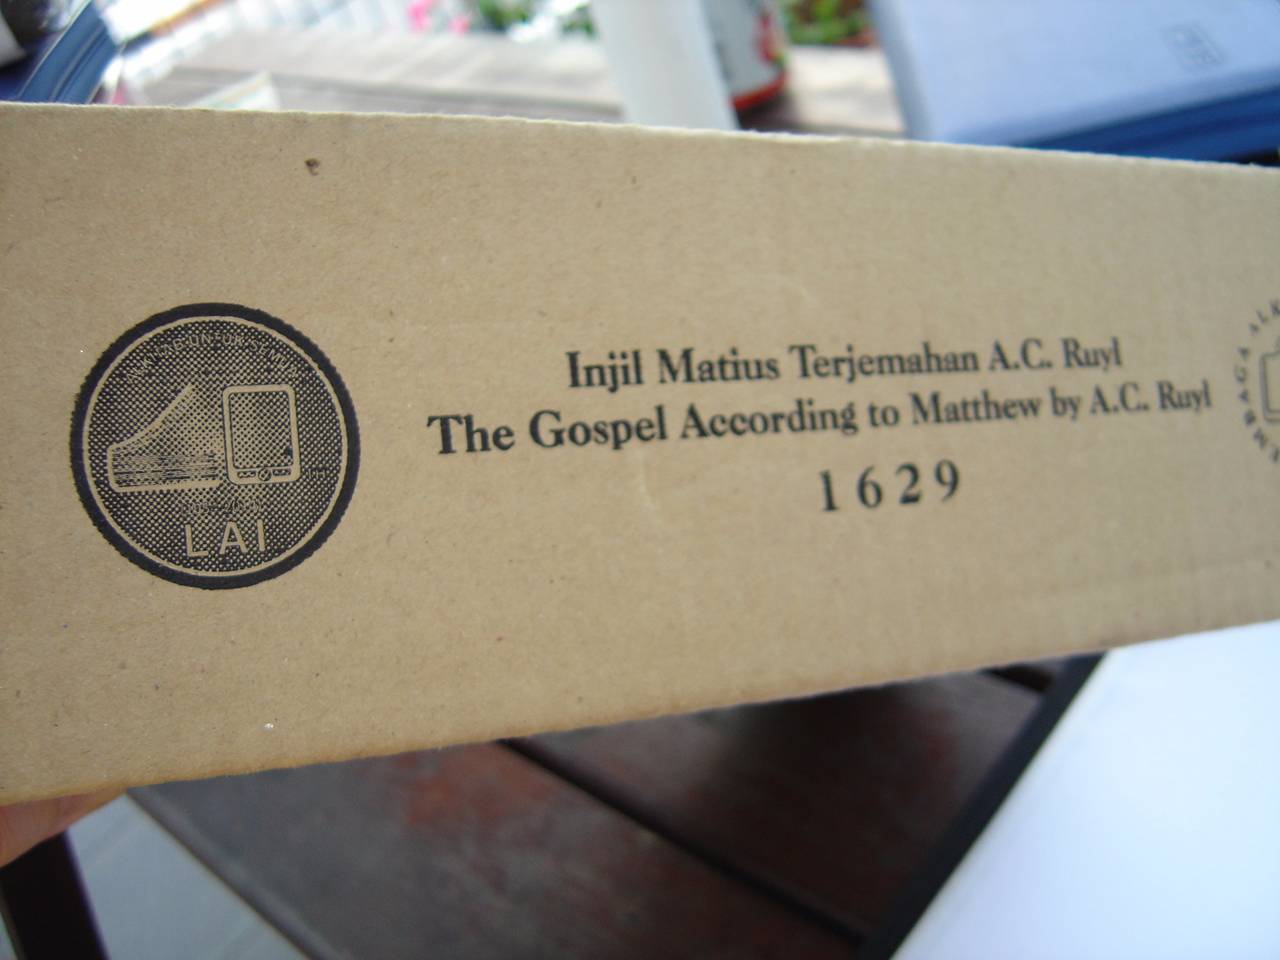 LAI
Injil Matius Terjemahan A.C. Ruyl
The Gospel According to Matthew by A.C. Ruyl
1629